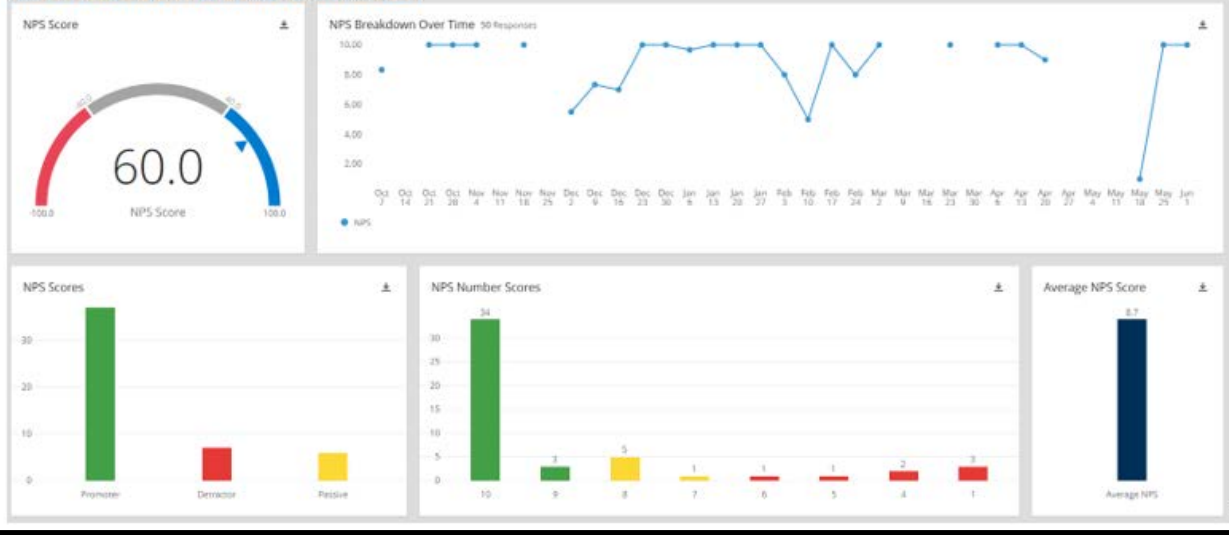 NPS Score
-40.0
40.0
60.0
-100.0
NPS Score
100.0
NPS Breakdown Over Time 50 Responses
10.00
8.00
6.00
4.00
2.00
Oct 7 Oct 14 Oct 21 Oct 28 Nov 4 Nov 11 Nov 18 Nov 25 Dec 2 Dec 9 Dec 16 Dec 23 Dec 30 Jan 6 Jan 13 Jan 20 Jan 27 Feb 3 Feb 10 Feb 17 Feb 24 Mar 2 Mar 9 Mar 16 Mar 23 Mar 30 Apr 6 Apr 13 Apr 20 Apr 27 May 4 May 11 May 18 May 25 Jun 1
NPS
NPS Scores
30
20
10
0
Promoter Detractor Passive
NPS Number Scores
34
30
25
20
15
10
5
0
3 5 1 1 1 2 3
10 9 8 7 6 5 4 1
Average NPS Score
8.7
Average NPS